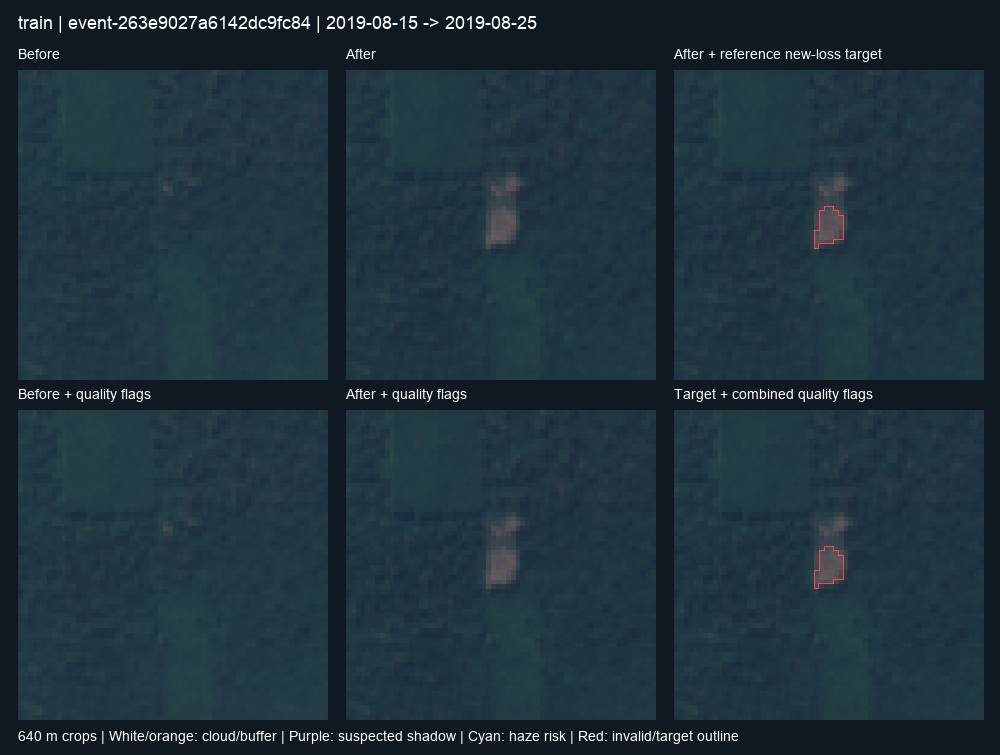 train | event-263e9027a6142dc9fc84 | 2019-08-15 -> 2019-08-25
Before
After
After + reference new-loss target
Before + quality flags
After + quality flags
Target + combined quality flags
640 m crops | White/orange: cloud/buffer | Purple: suspected shadow | Cyan: haze risk | Red: invalid/target outline